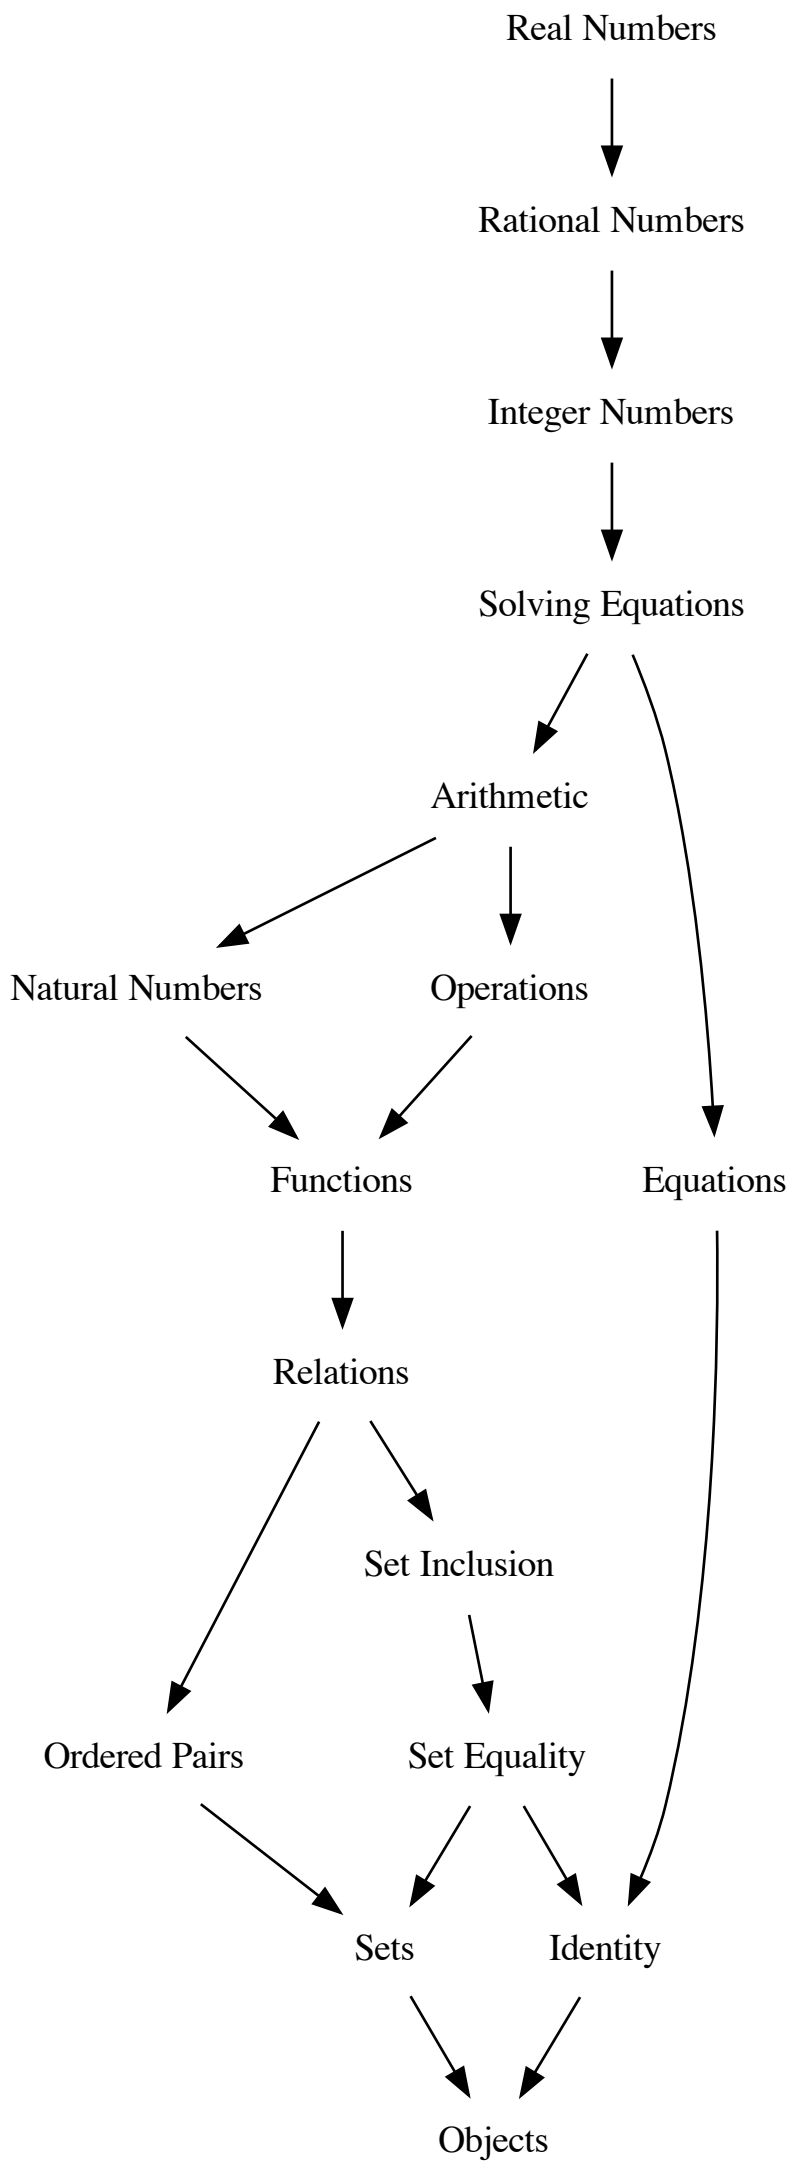 Real Numbers
Rational Numbers
Integer Numbers
Solving Equations
Arithmetic
Natural Numbers
Operations
Functions
Equations
Relations
Set Inclusion
Ordered Pairs
Set Equality
Sets
Identity
Objects